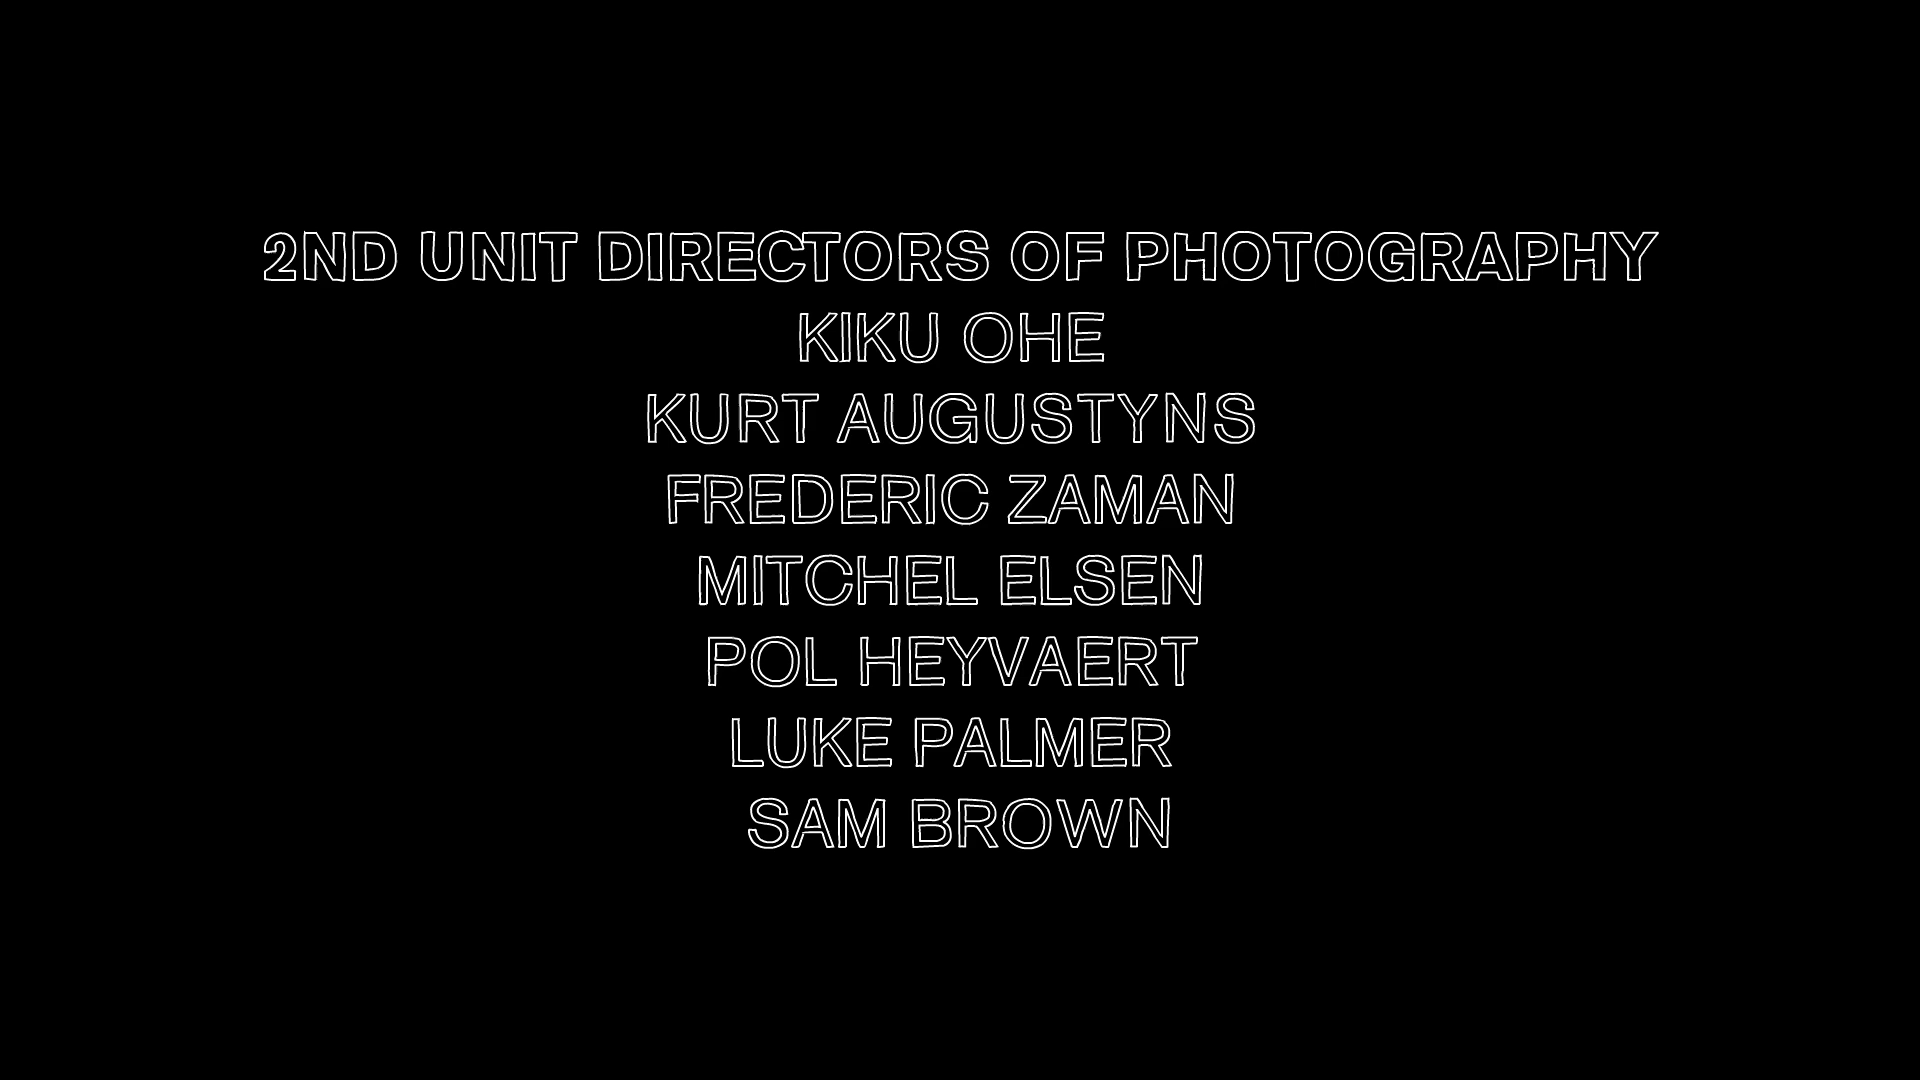 2ND UNIT DIRECTORS OF PHOTOGRAPHY
KIKU OHE
KURT AUGUSTYNS
FREDERIC ZAMAN
MITCHEL ELSEN
POL HEYVAERT
LUKE PALMER
SAM BROWN